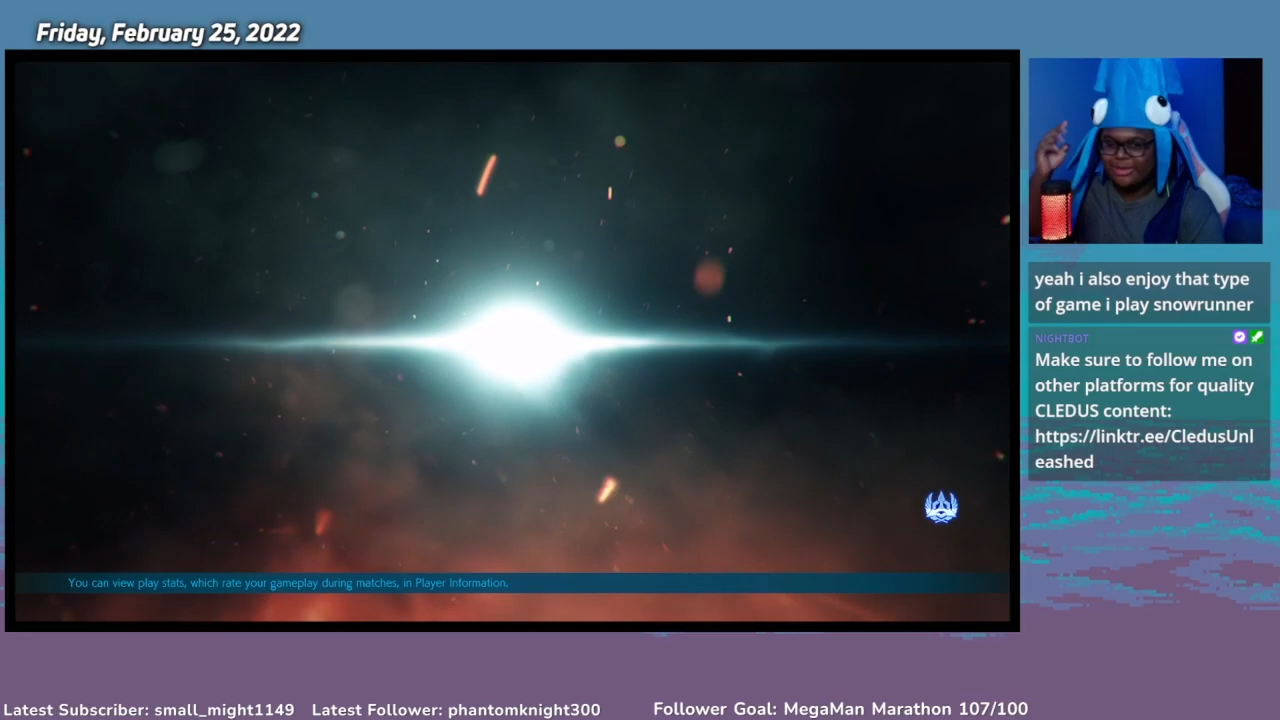 Friday, February 25, 2022
yeah i also enjoy that type
of game i play snowrunner
NIGHTBOT
Make sure to follow me on
other platforms for quality
CLEDUS content:
https://linktr.ee/CledusUnl
eashed
You can view play stats, which rate your gameplay during matches, in Player Information.
Latest Subscriber: small_might1149 Latest Follower: phantomknight300 Follower Goal: MegaMan Marathon 107/100